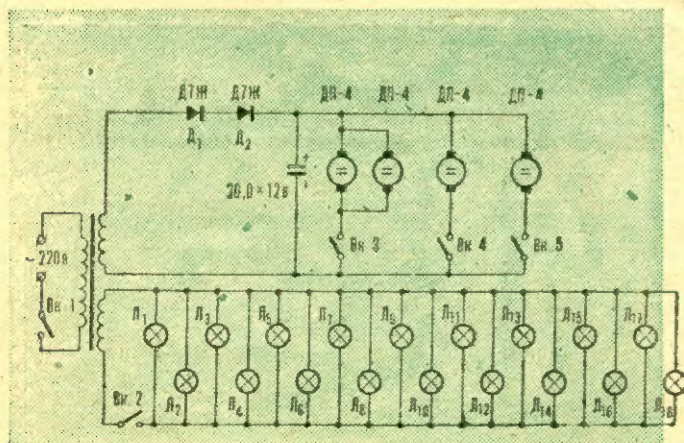 Д7Ж Д7Ж ДП-4 ДП-4 ДП-4 ДП-4
Д1 Д2
+
20,0×12в
=
=
=
=
-
Вк 3 Вк 4 Вк 5
~220в
Вк 1
Л1 Л3 Л5 Л7 Л9 Л11 Л13 Л15 Л17
Вк. 2 Л2 Л4 Л6 Л8 Л10 Л12 Л14 Л16 Л18